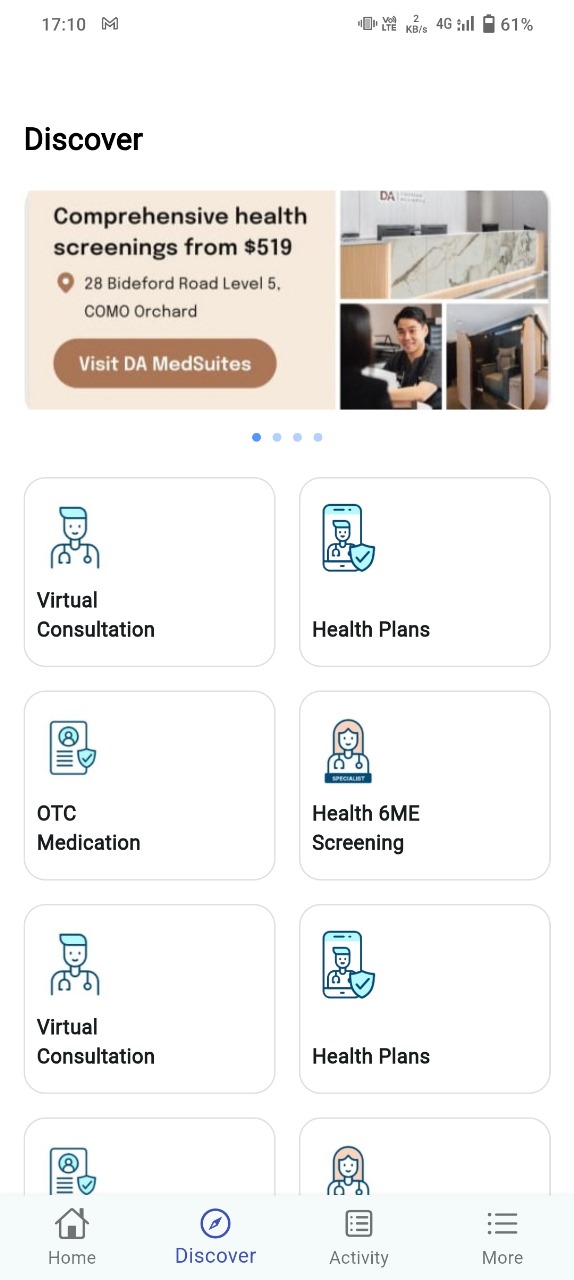 17:10
Vo) LTE
2 KB/s
4G
61%
Discover
Comprehensive health
screenings from $519
28 Bideford Road Level 5,
COMO Orchard
Visit DA MedSuites
DA
Virtual
Consultation
Health Plans
OTC
Medication
SPECIALIST
Health 6ME
Screening
Virtual
Consultation
Health Plans
Home
Discover
Activity
More